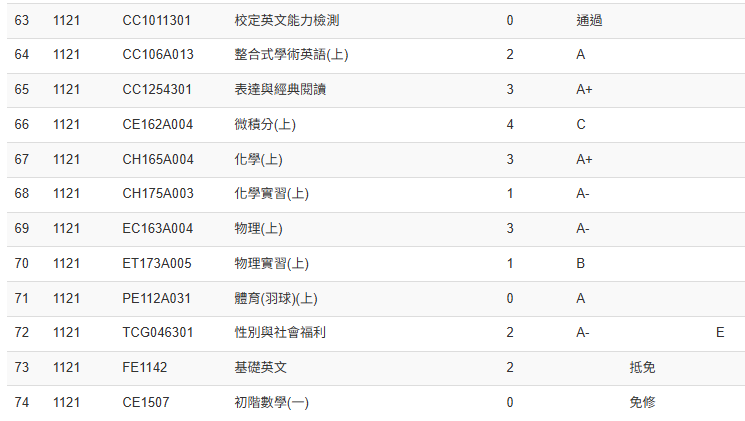 63 1121 CC1011301 校定英文能力檢測 0 通過
64 1121 CC106A013 整合式學術英語(上) 2 A
65 1121 CC1254301 表達與經典閱讀 3 A+
66 1121 CE162A004 微積分(上) 4 C
67 1121 CH165A004 化學(上) 3 A+
68 1121 CH175A003 化學實習(上) 1 A-
69 1121 EC163A004 物理(上) 3 A-
70 1121 ET173A005 物理實習(上) 1 B
71 1121 PE112A031 體育(羽球)(上) 0 A
72 1121 TCG046301 性別與社會福利 2 A- E
73 1121 FE1142 基礎英文 2 抵免
74 1121 CE1507 初階數學(一) 0 免修